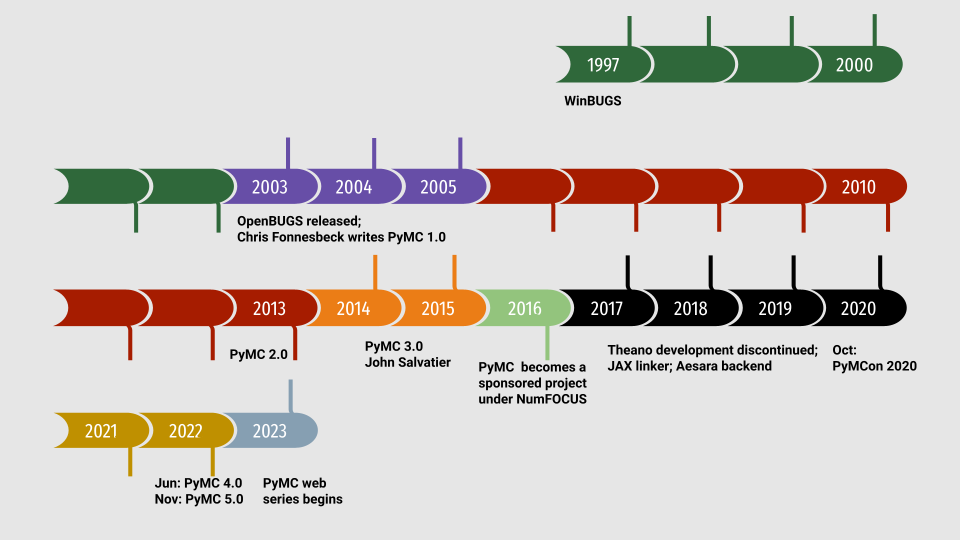 1997 2000
WinBUGS
2003 2004 2005 2010
OpenBUGS released;
Chris Fonnesbeck writes PyMC 1.0
2013 2014 2015 2016 2017 2018 2019 2020
PyMC 2.0
PyMC 3.0
John Salvatier
PyMC becomes a
sponsored project
under NumFOCUS
Theano development discontinued;
JAX linker; Aesara backend
Oct:
PyMCon 2020
2021 2022 2023
Jun: PyMC 4.0
Nov: PyMC 5.0
PyMC web
series begins